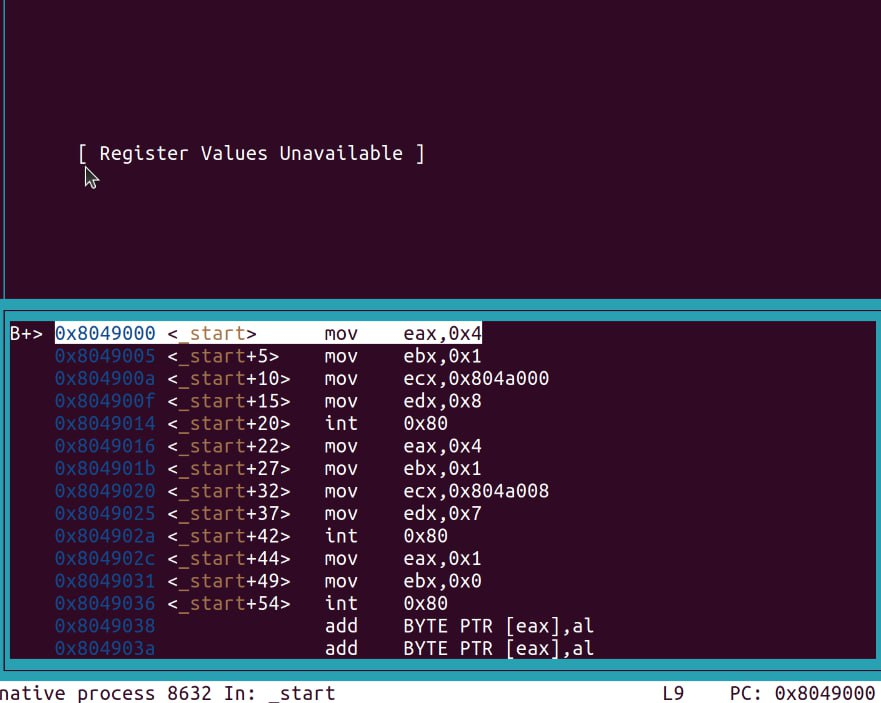 [ Register Values Unavailable ]
B+> 0x8049000 <_start> mov eax,0x4
0x8049005 <_start+5> mov ebx,0x1
0x804900a <_start+10> mov ecx,0x804a000
0x804900f <_start+15> mov edx,0x8
0x8049014 <_start+20> int 0x80
0x8049016 <_start+22> mov eax,0x4
0x804901b <_start+27> mov ebx,0x1
0x8049020 <_start+32> mov ecx,0x804a008
0x8049025 <_start+37> mov edx,0x7
0x804902a <_start+42> int 0x80
0x804902c <_start+44> mov eax,0x1
0x8049031 <_start+49> mov ebx,0x0
0x8049036 <_start+54> int 0x80
0x8049038 add BYTE PTR [eax],al
0x804903a add BYTE PTR [eax],al
native process 8632 In: _start L9 PC: 0x8049000